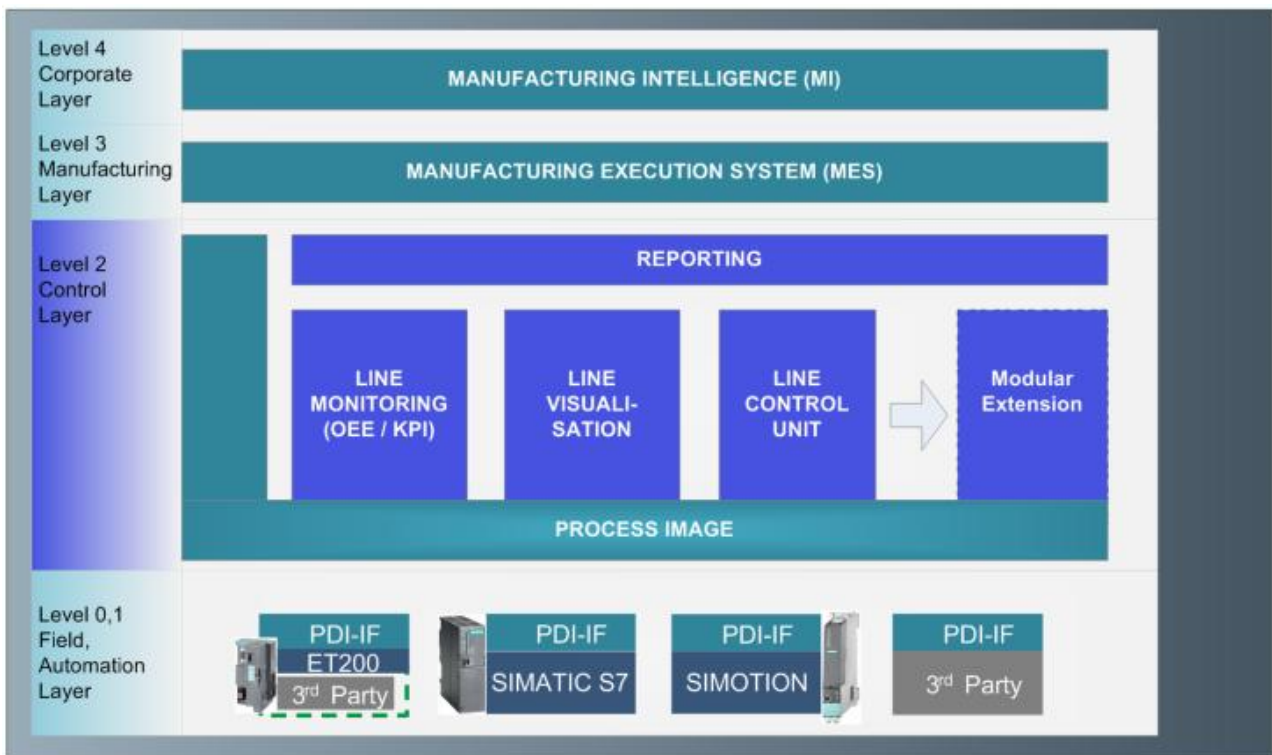 Level 4
Corporate
Layer
MANUFACTURING INTELLIGENCE (MI)
Level 3
Manufacturing
Layer
MANUFACTURING EXECUTION SYSTEM (MES)
Level 2
Control
Layer
REPORTING
LINE
MONITORING
(OEE / KPI)
LINE
VISUALI-
SATION
LINE
CONTROL
UNIT
Modular
Extension
PROCESS IMAGE
Level 0,1
Field,
Automation
Layer
PDI-IF
ET200
3rd Party
PDI-IF
SIMATIC S7
PDI-IF
SIMOTION
PDI-IF
3rd Party